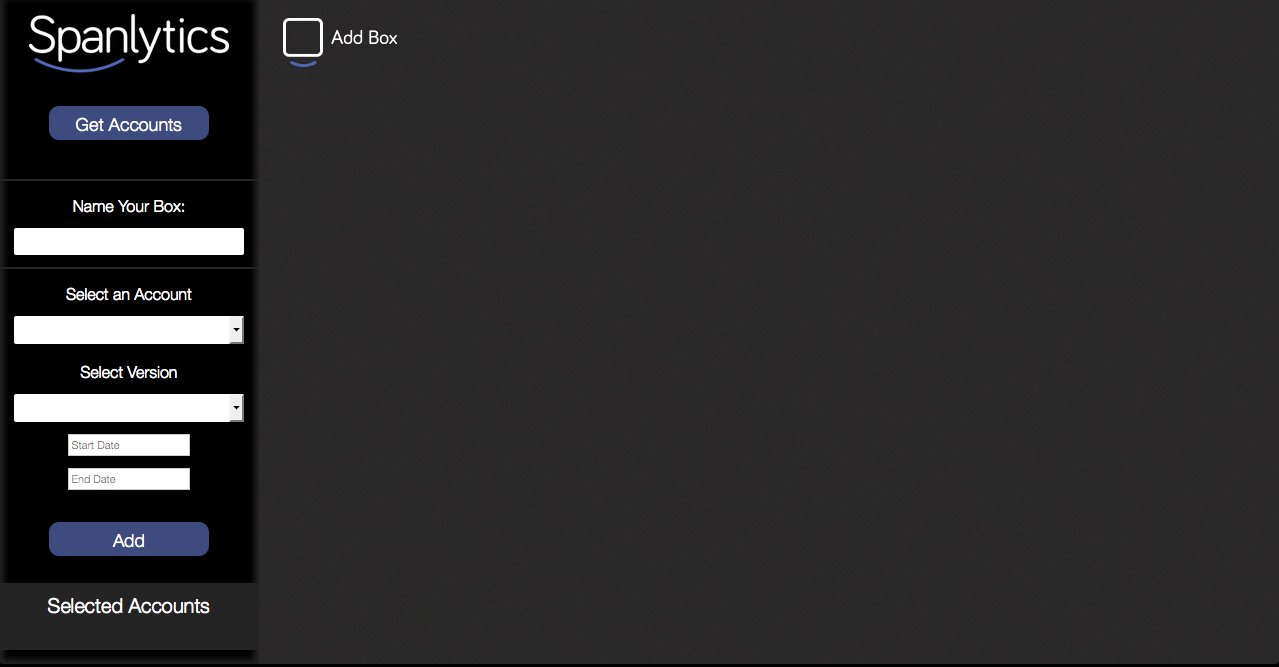 Spanlytics
Get Accounts
Name Your Box:
Select an Account
Select Version
Start Date
End Date
Add
Selected Accounts
Add Box